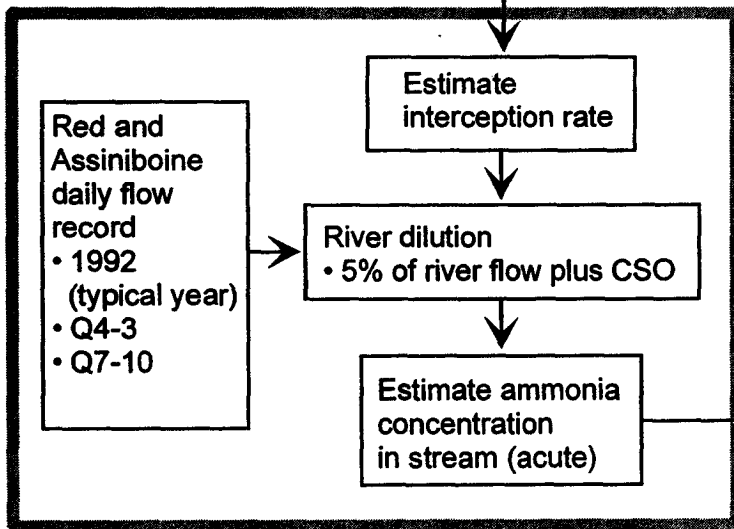 Estimate
interception rate
Red and
Assiniboine
daily flow
record
• 1992
(typical year)
• Q4-3
• Q7-10
River dilution
• 5% of river flow plus CSO
Estimate ammonia
concentration
in stream (acute)